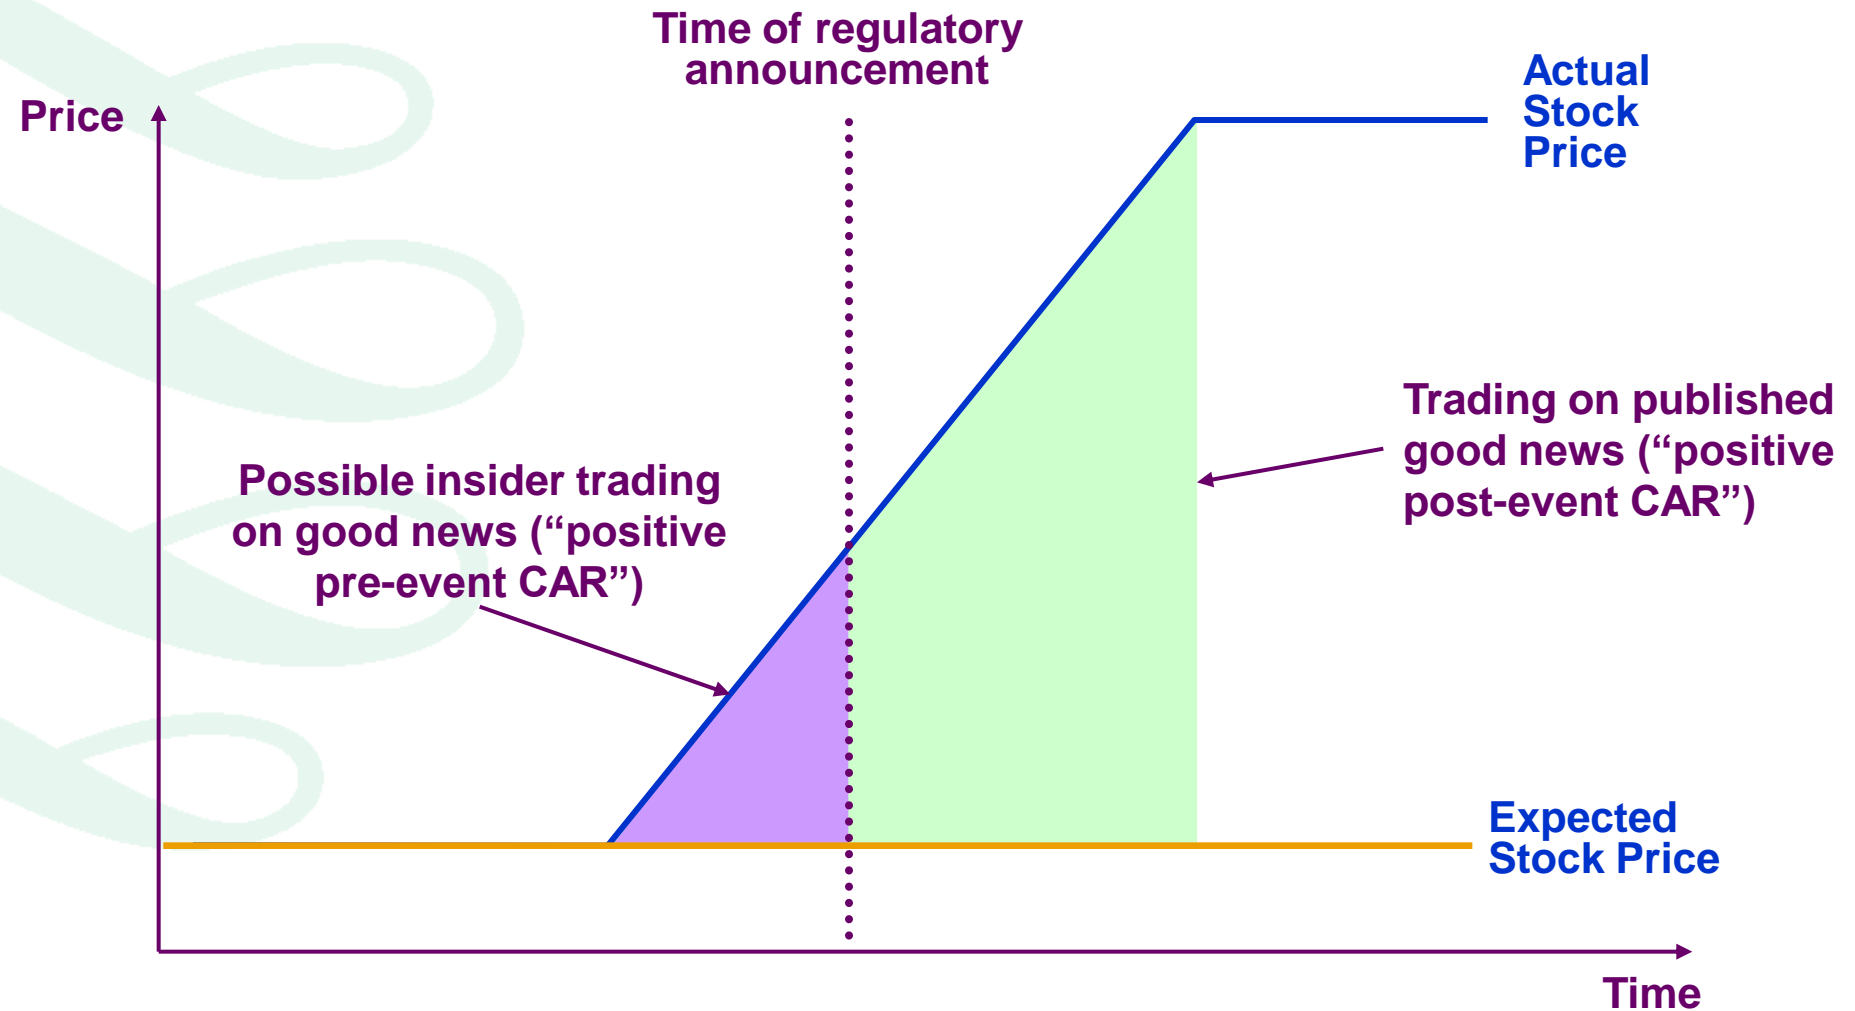 Time of regulatory
announcement
Actual
Stock
Price
Price
Trading on published
good news (“positive
post-event CAR”)
Possible insider trading
on good news (“positive
pre-event CAR”)
Expected
Stock Price
Time